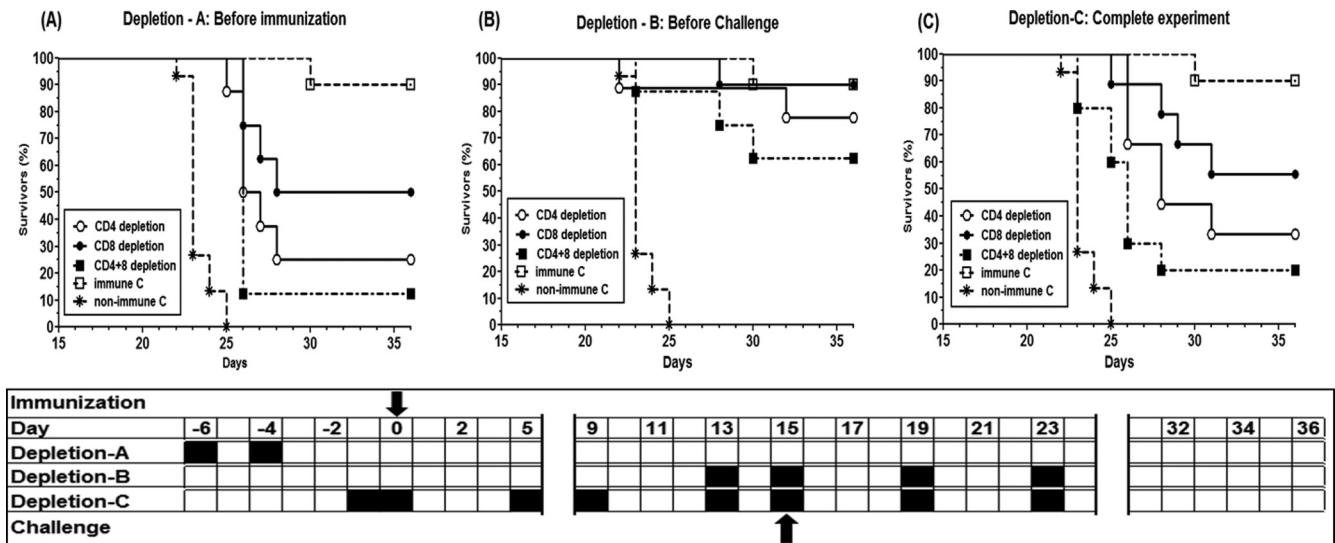 (A)
Depletion - A: Before immunization
Survivors (%)
100
90
80
70
60
50
40
30
20
10
0
CD4 depletion
CD8 depletion
CD4+8 depletion
immune C
non-immune C
15 20 25 30 35
Days
(B)
Depletion - B: Before Challenge
Survivors (%)
100
90
80
70
60
50
40
30
20
10
0
CD4 depletion
CD8 depletion
CD4+8 depletion
immune C
non-immune C
15 20 25 30 35
Days
(C)
Depletion-C: Complete experiment
Survivors (%)
100
90
80
70
60
50
40
30
20
10
0
CD4 depletion
CD8 depletion
CD4+8 depletion
immune C
non-immune C
15 20 25 30 35
Days
Immunization
Day -6 -4 -2 0 2 5 9 11 13 15 17 19 21 23 32 34 36
Depletion-A
Depletion-B
Depletion-C
Challenge